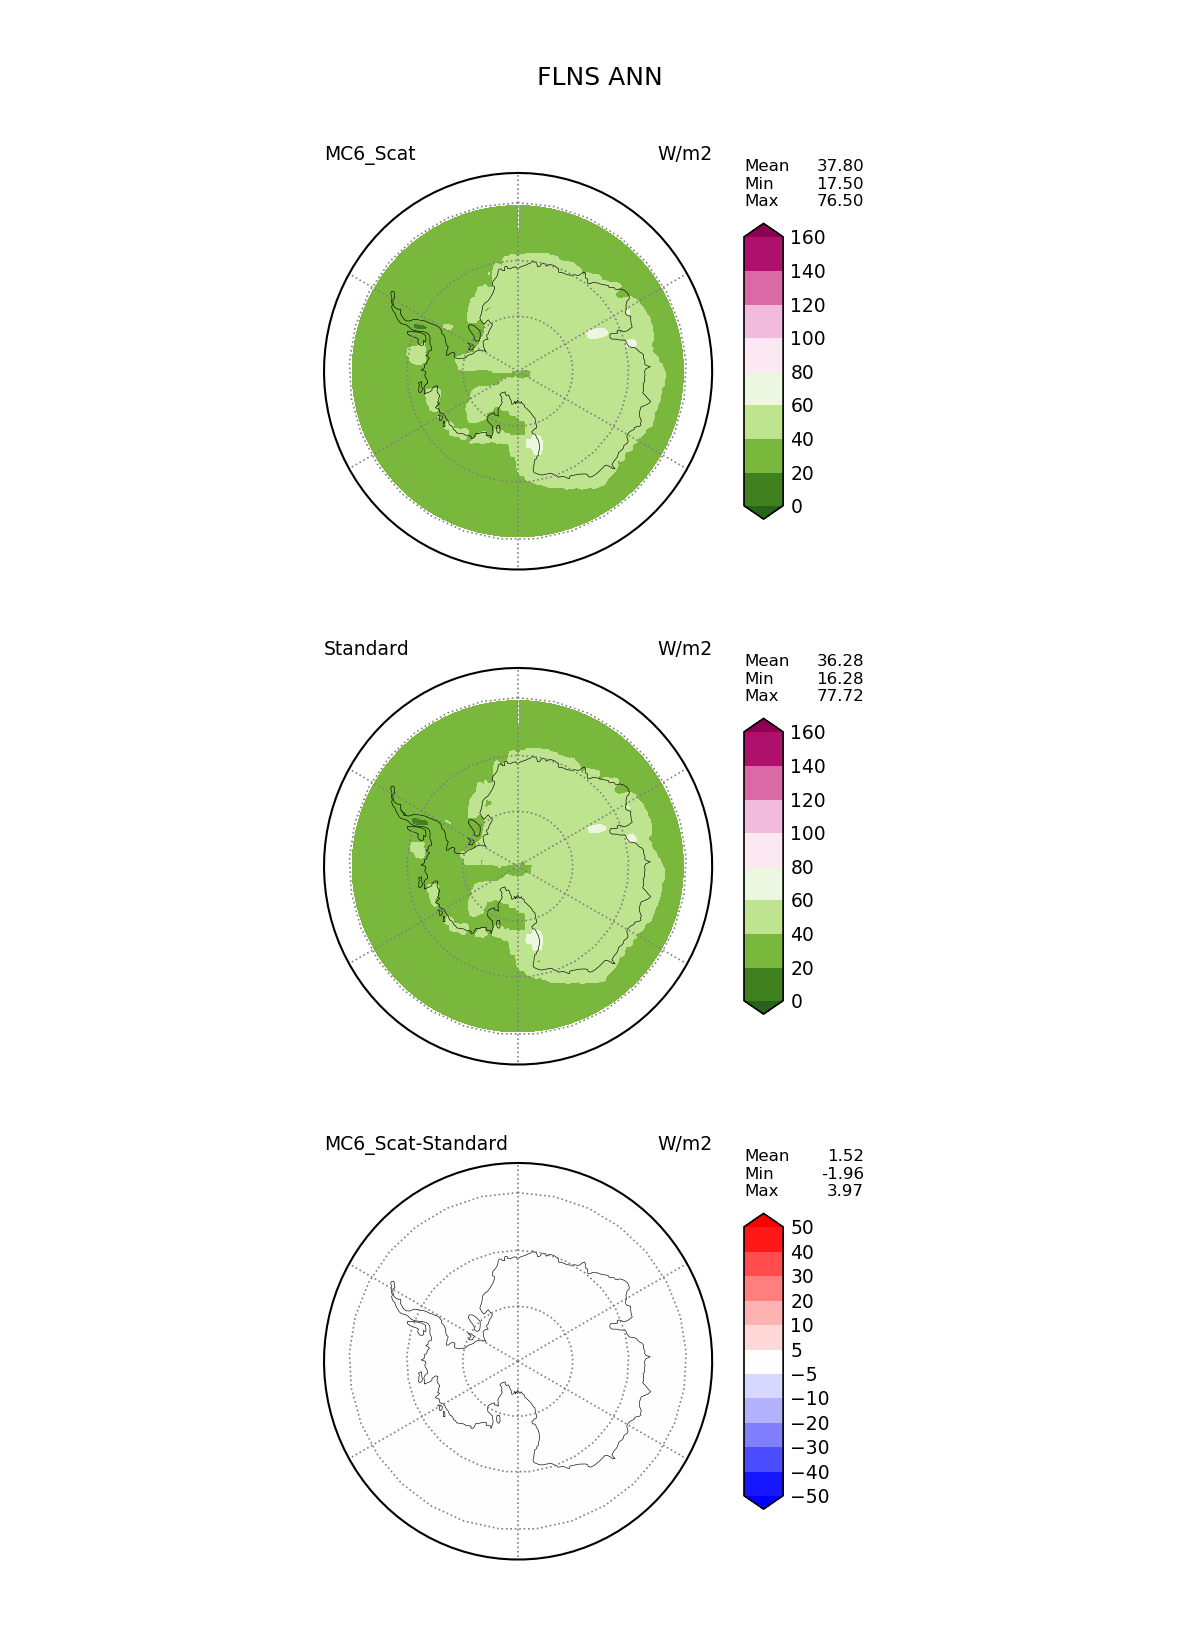 FLNS ANN
MC6_Scat W/m2
Mean 37.80
Min 17.50
Max 76.50
160
140
120
100
80
60
40
20
0
Standard W/m2
Mean 36.28
Min 16.28
Max 77.72
160
140
120
100
80
60
40
20
0
MC6_Scat-Standard W/m2
Mean 1.52
Min -1.96
Max 3.97
50
40
30
20
10
5
−5
−10
−20
−30
−40
−50